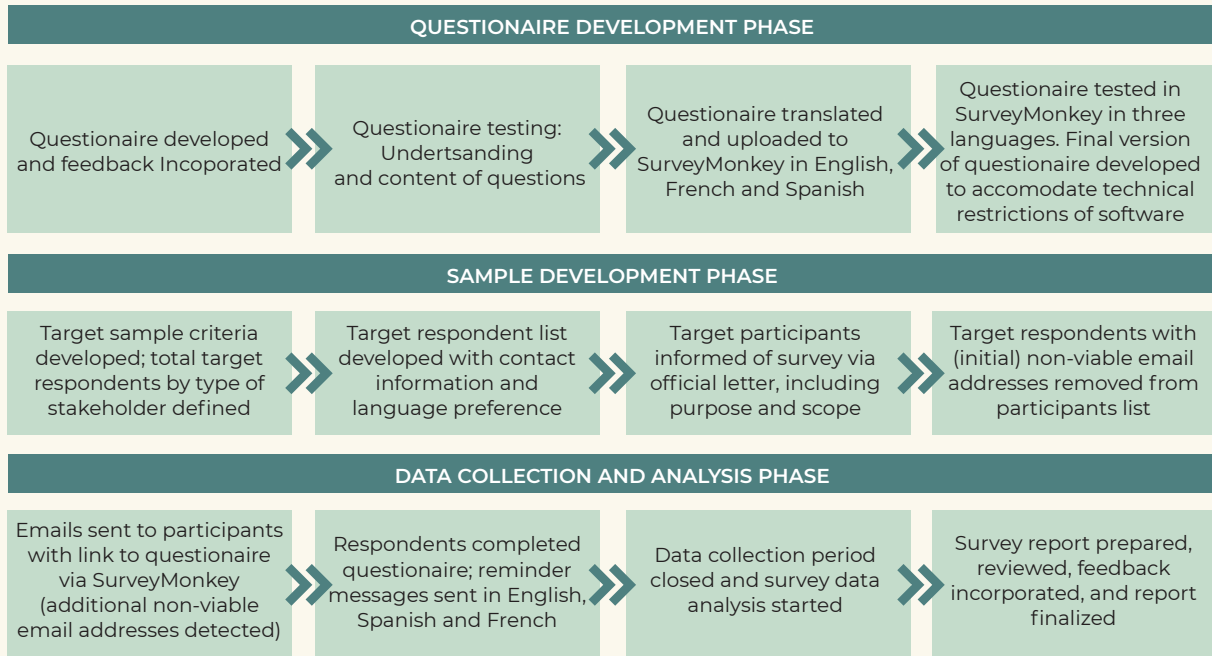 QUESTIONAIRE DEVELOPMENT PHASE
Questionaire developed
and feedback Incoporated
Questionaire testing:
Undertsanding
and content of questions
Questionaire translated
and uploaded to
SurveyMonkey in English,
French and Spanish
Questionaire tested in
SurveyMonkey in three
languages. Final version
of questionaire developed
to accomodate technical
restrictions of software
SAMPLE DEVELOPMENT PHASE
Target sample criteria
developed; total target
respondents by type of
stakeholder defined
Target respondent list
developed with contact
information and
language preference
Target participants
informed of survey via
official letter, including
purpose and scope
Target respondents with
(initial) non-viable email
addresses removed from
participants list
DATA COLLECTION AND ANALYSIS PHASE
Emails sent to participants
with link to questionaire
via SurveyMonkey
(additional non-viable
email addresses detected)
Respondents completed
questionaire; reminder
messages sent in English,
Spanish and French
Data collection period
closed and survey data
analysis started
Survey report prepared,
reviewed, feedback
incorporated, and report
finalized